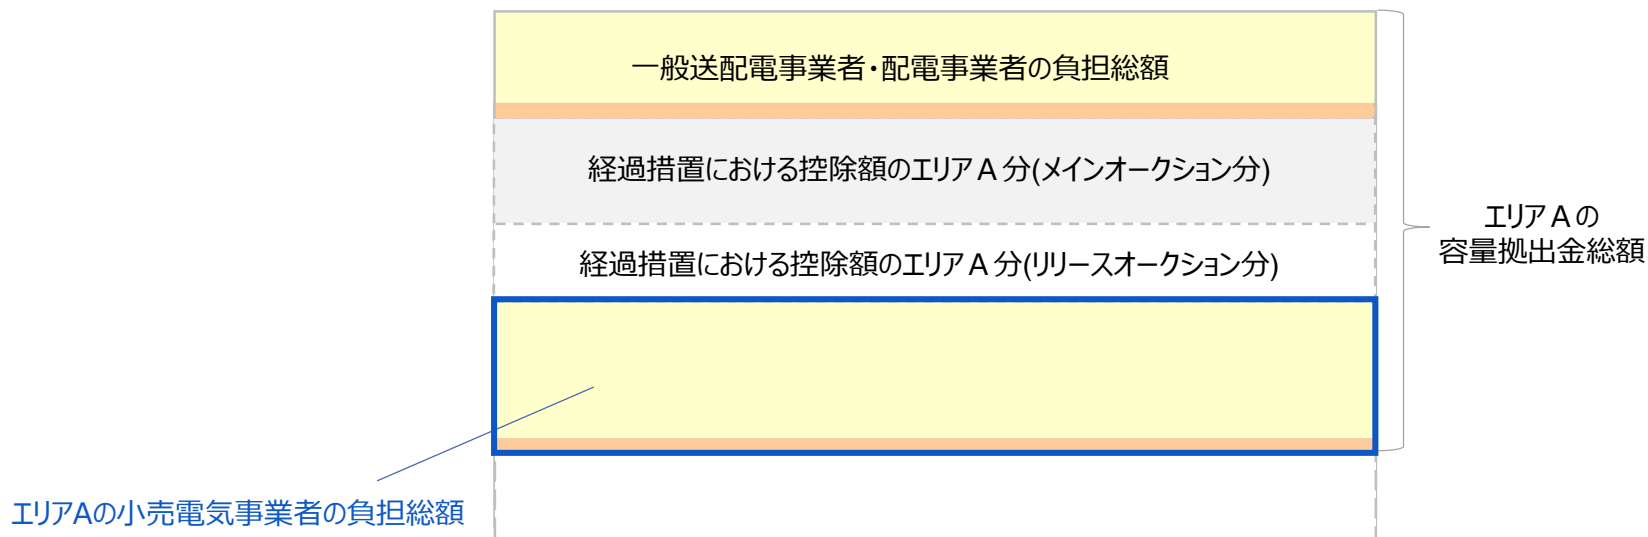 一般送配電事業者・配電事業者の負担総額
経過措置における控除額のエリアA分(メインオークション分)
経過措置における控除額のエリアA分(リリースオークション分)
エリアAの
容量拠出金総額
エリアAの小売電気事業者の負担総額